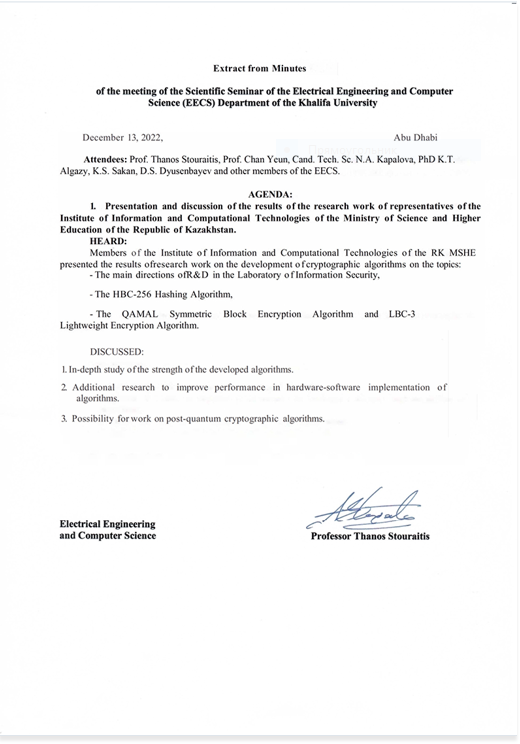 Extract from Minutes
of the meeting of the Scientific Seminar of the Electrical Engineering and Computer
Science (EECS) Department of the Khalifa University
December 13, 2022, Abu Dhabi
Attendees: Prof. Thanos Stouraitis, Prof. Chan Yeun, Cand. Tech. Sc. N.A. Kapalova, PhD K.T.
Algazy, K.S. Sakan, D.S. Dyusenbayev and other members of the EECS.
AGENDA:
I. Presentation and discussion of the results of the research work of representatives of the
Institute of Information and Computational Technologies of the Ministry of Science and Higher
Education of the Republic of Kazakhstan.
HEARD:
Members of the Institute of Information and Computational Technologies of the RK MSHE
presented the results ofresearch work on the development of cryptographic algorithms on the topics:
- The main directions ofR&D in the Laboratory of Information Security,
- The HBC-256 Hashing Algorithm,
- The QAMAL Symmetric Block Encryption Algorithm and LBC-3
Lightweight Encryption Algorithm.
DISCUSSED:
1. In-depth study of the strength of the developed algorithms.
2. Additional research to improve performance in hardware-software implementation of
algorithms.
3. Possibility for work on post-quantum cryptographic algorithms.
Electrical Engineering
and Computer Science
Professor Thanos Stouraitis